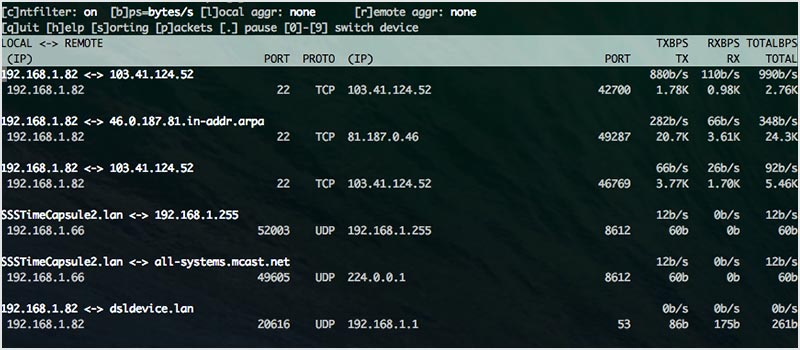 [c]ntfilter: on [b]ps=bytes/s [l]ocal aggr: none [r]emote aggr: none
[q]uit [h]elp [s]orting [p]ackets [.] pause [0]-[9] switch device
LOCAL <-> REMOTE TXBPS RXBPS TOTALBPS
(IP) PORT PROTO (IP) PORT TX RX TOTAL
192.168.1.82 <-> 103.41.124.52 880b/s 110b/s 990b/s
192.168.1.82 22 TCP 103.41.124.52 42700 1.78K 0.98K 2.76K
192.168.1.82 <-> 46.0.187.81.in-addr.arpa 282b/s 66b/s 348b/s
192.168.1.82 22 TCP 81.187.0.46 49287 20.7K 3.61K 24.3K
192.168.1.82 <-> 103.41.124.52 66b/s 26b/s 92b/s
192.168.1.82 22 TCP 103.41.124.52 46769 3.77K 1.70K 5.46K
SSSTimeCapsule2.lan <-> 192.168.1.255 12b/s 0b/s 12b/s
192.168.1.66 52003 UDP 192.168.1.255 8612 60b 0b 60b
SSSTimeCapsule2.lan <-> all-systems.mcast.net 12b/s 0b/s 12b/s
192.168.1.66 49605 UDP 224.0.0.1 8612 60b 0b 60b
192.168.1.82 <-> dsldevice.lan 0b/s 0b/s 0b/s
192.168.1.82 20616 UDP 192.168.1.1 53 86b 175b 261b